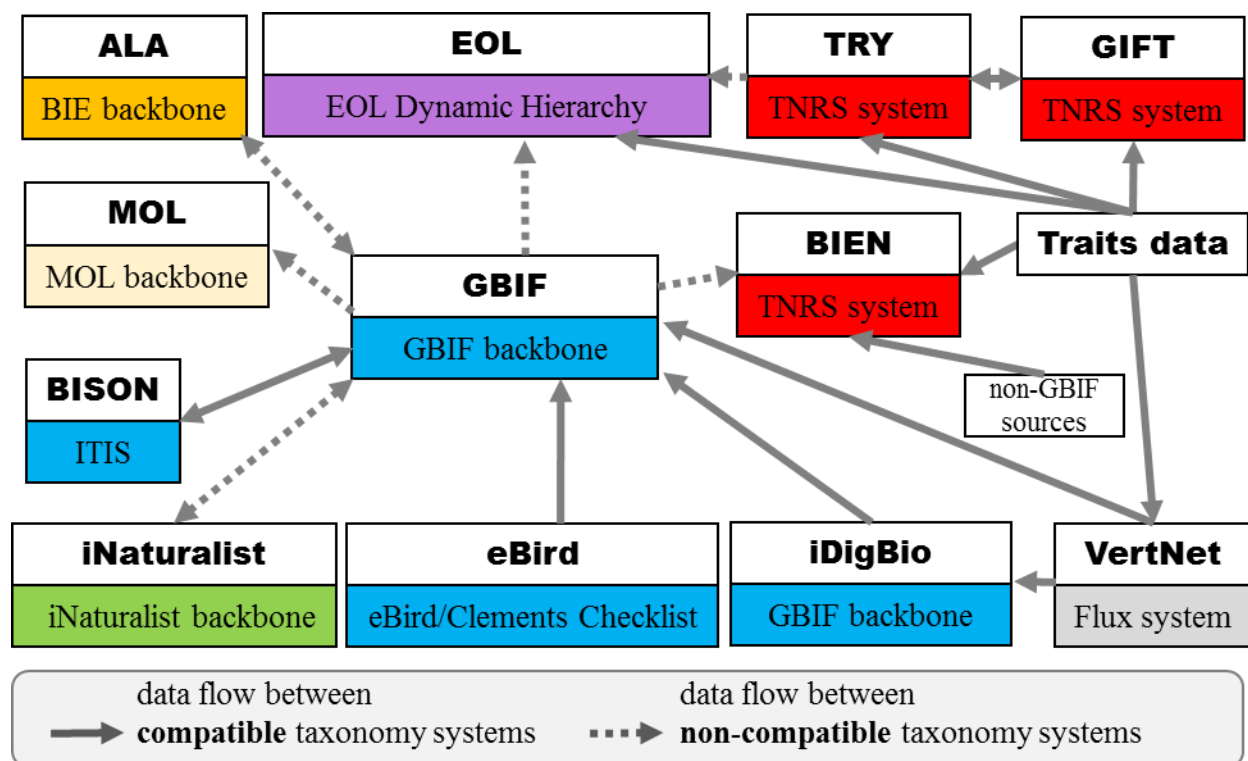 ALA
BIE backbone
EOL
EOL Dynamic Hierarchy
TRY
TNRS system
GIFT
TNRS system
MOL
MOL backbone
GBIF
GBIF backbone
BIEN
TNRS system
Traits data
BISON
ITIS
non-GBIF
sources
iNaturalist
iNaturalist backbone
eBird
eBird/Clements Checklist
iDigBio
GBIF backbone
VertNet
Flux system
data flow between
compatible taxonomy systems
data flow between
non-compatible taxonomy systems